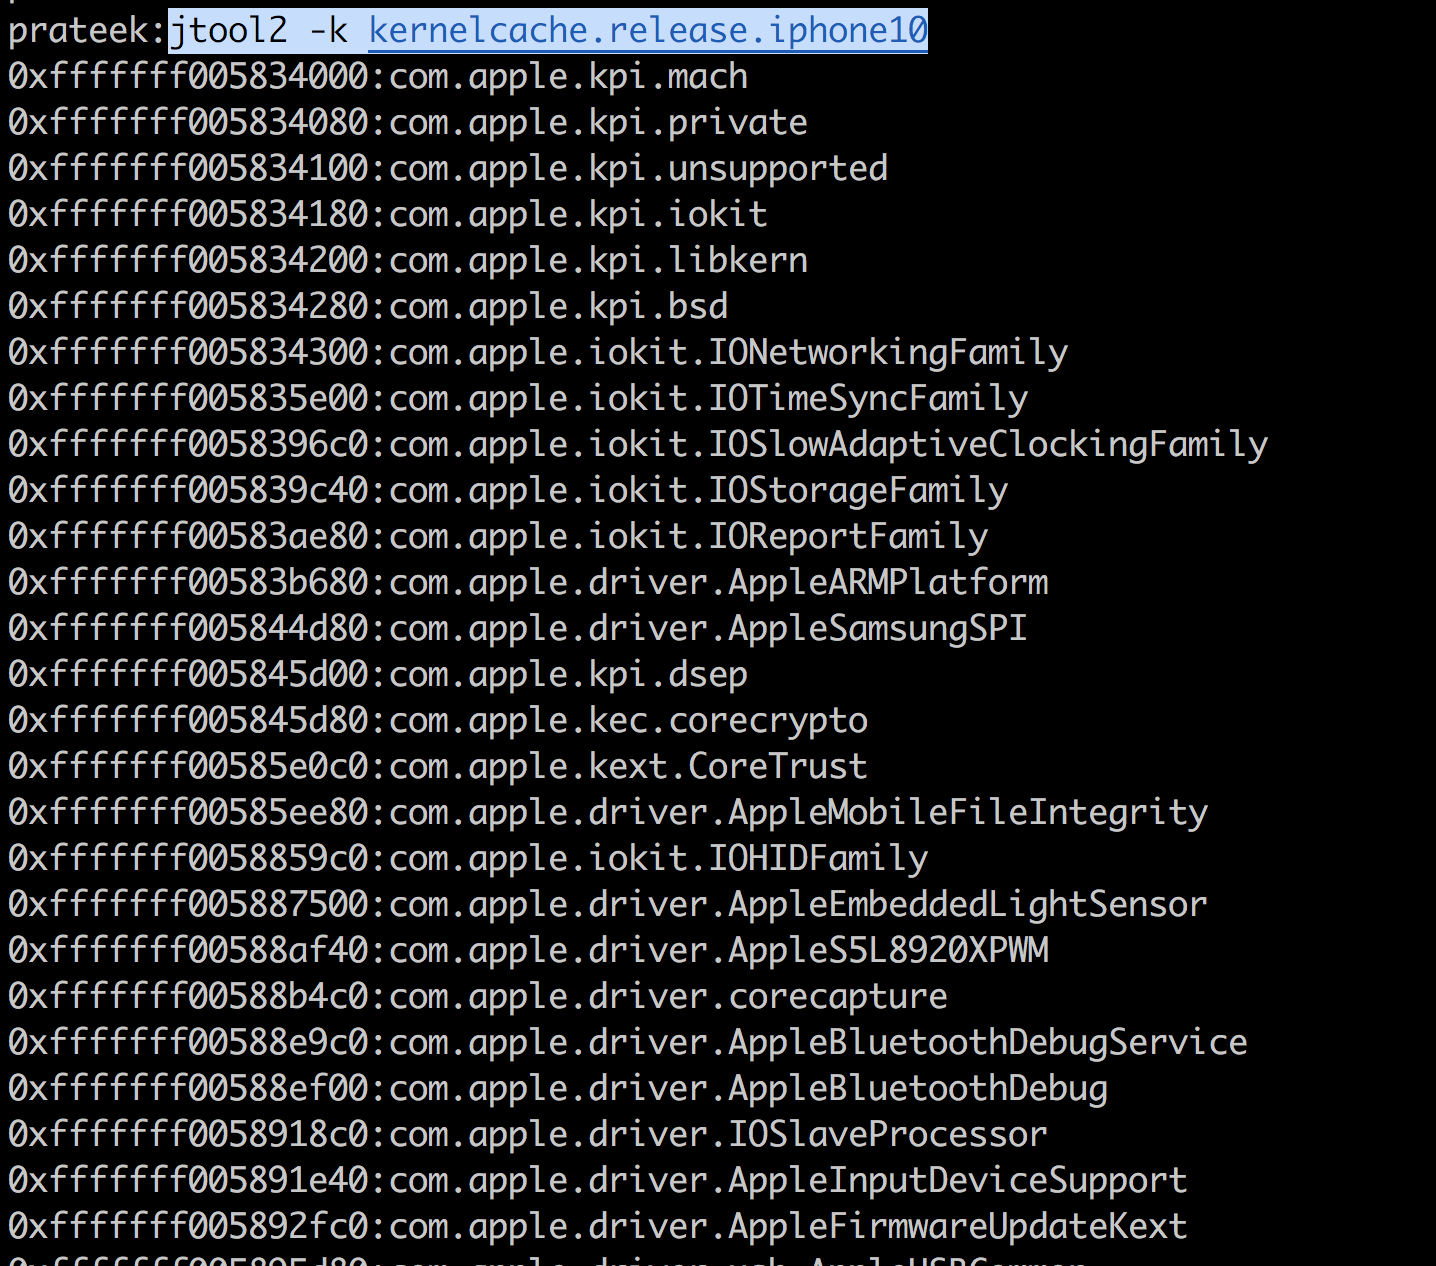 prateek:jtool2 -k kernelcache.release.iphone10
0xfffffff005834000:com.apple.kpi.mach
0xfffffff005834080:com.apple.kpi.private
0xfffffff005834100:com.apple.kpi.unsupported
0xfffffff005834180:com.apple.kpi.iokit
0xfffffff005834200:com.apple.kpi.libkern
0xfffffff005834280:com.apple.kpi.bsd
0xfffffff005834300:com.apple.iokit.IONetworkingFamily
0xfffffff005835e00:com.apple.iokit.IOTimeSyncFamily
0xfffffff0058396c0:com.apple.iokit.IOSlowAdaptiveClockingFamily
0xfffffff005839c40:com.apple.iokit.IOStorageFamily
0xfffffff00583ae80:com.apple.iokit.IOReportFamily
0xfffffff00583b680:com.apple.driver.AppleARMPlatform
0xfffffff005844d80:com.apple.driver.AppleSamsungSPI
0xfffffff005845d00:com.apple.kpi.dsep
0xfffffff005845d80:com.apple.kec.corecrypto
0xfffffff00585e0c0:com.apple.kext.CoreTrust
0xfffffff00585ee80:com.apple.driver.AppleMobileFileIntegrity
0xfffffff0058859c0:com.apple.iokit.IOHIDFamily
0xfffffff005887500:com.apple.driver.AppleEmbeddedLightSensor
0xfffffff00588af40:com.apple.driver.AppleS5L8920XPWM
0xfffffff00588b4c0:com.apple.driver.corecapture
0xfffffff00588e9c0:com.apple.driver.AppleBluetoothDebugService
0xfffffff00588ef00:com.apple.driver.AppleBluetoothDebug
0xfffffff0058918c0:com.apple.driver.IOSlaveProcessor
0xfffffff005891e40:com.apple.driver.AppleInputDeviceSupport
0xfffffff005892fc0:com.apple.driver.AppleFirmwareUpdateKext